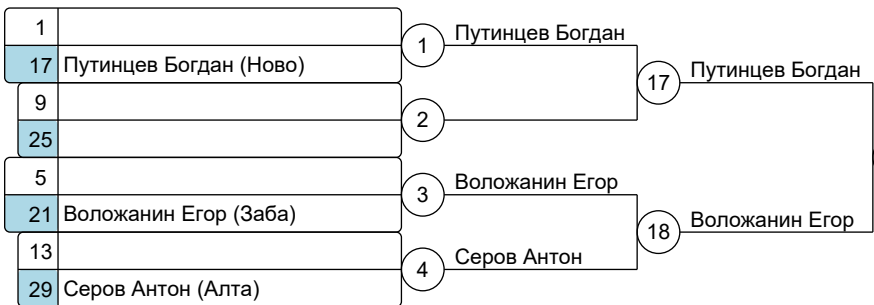 1
17 Путинцев Богдан (Ново)
1
Путинцев Богдан
9
25
2
17
Путинцев Богдан
5
21 Воложанин Егор (Заба)
3
Воложанин Егор
13
29 Серов Антон (Алта)
4
Серов Антон
18
Воложанин Егор